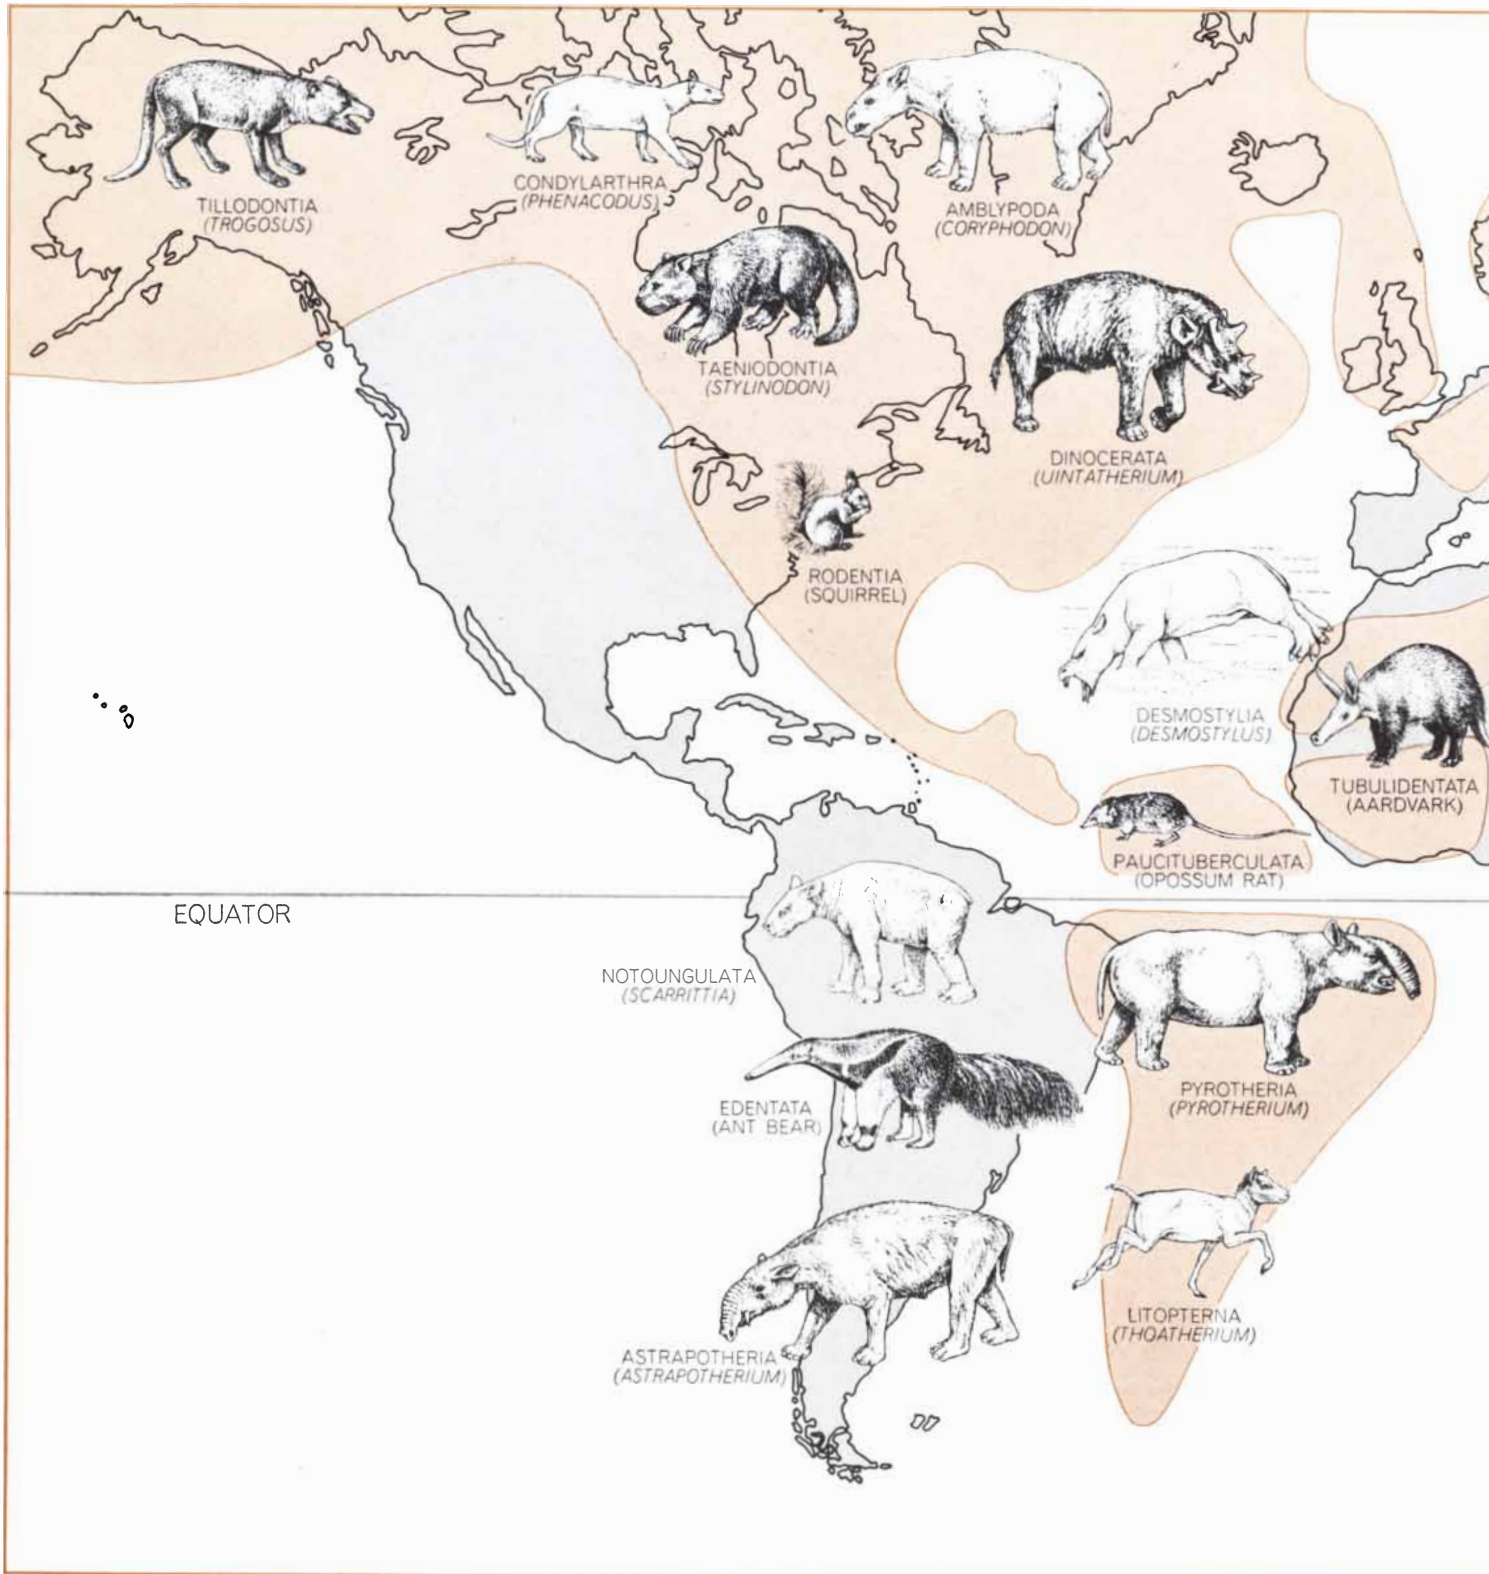 TILLODONTIA
(TROGOSUS)
CONDYLARTHRA
(PHENACODUS)
AMBLYPODA
(CORYPHODON)
TAENIODONTIA
(STYLINODON)
DINOCERATA
(UINTATHERIUM)
RODENTIA
(SQUIRREL)
DESMOSTYLIA
(DESMOSTYLUS)
TUBULIDENTATA
(AARDVARK)
PAUCITUBERCULATA
(OPOSSUM RAT)
EQUATOR
NOTOUNGULATA
(SCARRITTIA)
PYROTHERIA
(PYROTHERIUM)
EDENTATA
(ANT BEAR)
LITOPTERNA
(THOATHERIUM)
ASTRAPOTHERIA
(ASTRAPOTHERIUM)